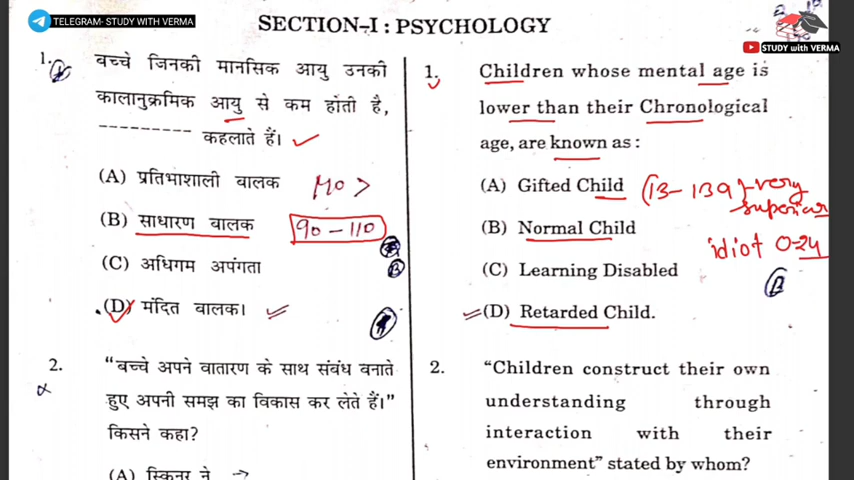 TELEGRAM- STUDY WITH VERMA
SECTION-I : PSYCHOLOGY
STUDY with VERMA
1. बच्चे जिनकी मानसिक आयु उनकी
कालानुक्रमिक आयु से कम होती है,
---------- कहलाते हैं।
(A) प्रतिभाशाली बालक
140 >
(B) साधारण बालक
90 - 110
(C) अधिगम अपंगता
(D) मंदित बालक।
2. "बच्चे अपने वातारण के साथ संबंध बनाते
हुए अपनी समझ का विकास कर लेते हैं।"
किसने कहा?
(A) स्किनर ने
1. Children whose mental age is
lower than their Chronological
age, are known as :
(A) Gifted Child
139 - very
superior
(B) Normal Child
idiot 0-24
(C) Learning Disabled
(D) Retarded Child.
2. "Children construct their own
understanding through
interaction with their
environment" stated by whom?